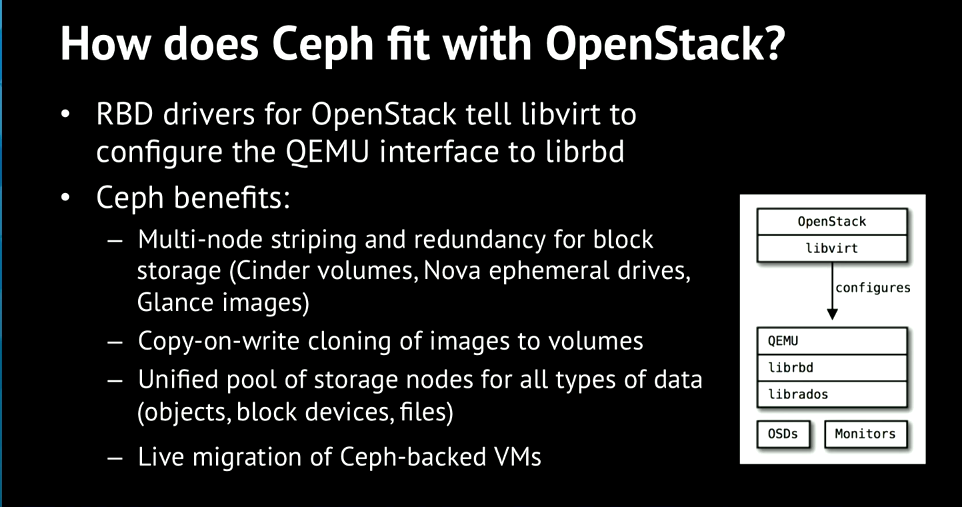 How does Ceph fit with OpenStack?
• RBD drivers for OpenStack tell libvirt to
configure the QEMU interface to librbd
• Ceph benefits:
– Multi-node striping and redundancy for block
storage (Cinder volumes, Nova ephemeral drives,
Glance images)
– Copy-on-write cloning of images to volumes
– Unified pool of storage nodes for all types of data
(objects, block devices, files)
– Live migration of Ceph-backed VMs
OpenStack
libvirt
configures
QEMU
librbd
librados
OSDs
Monitors